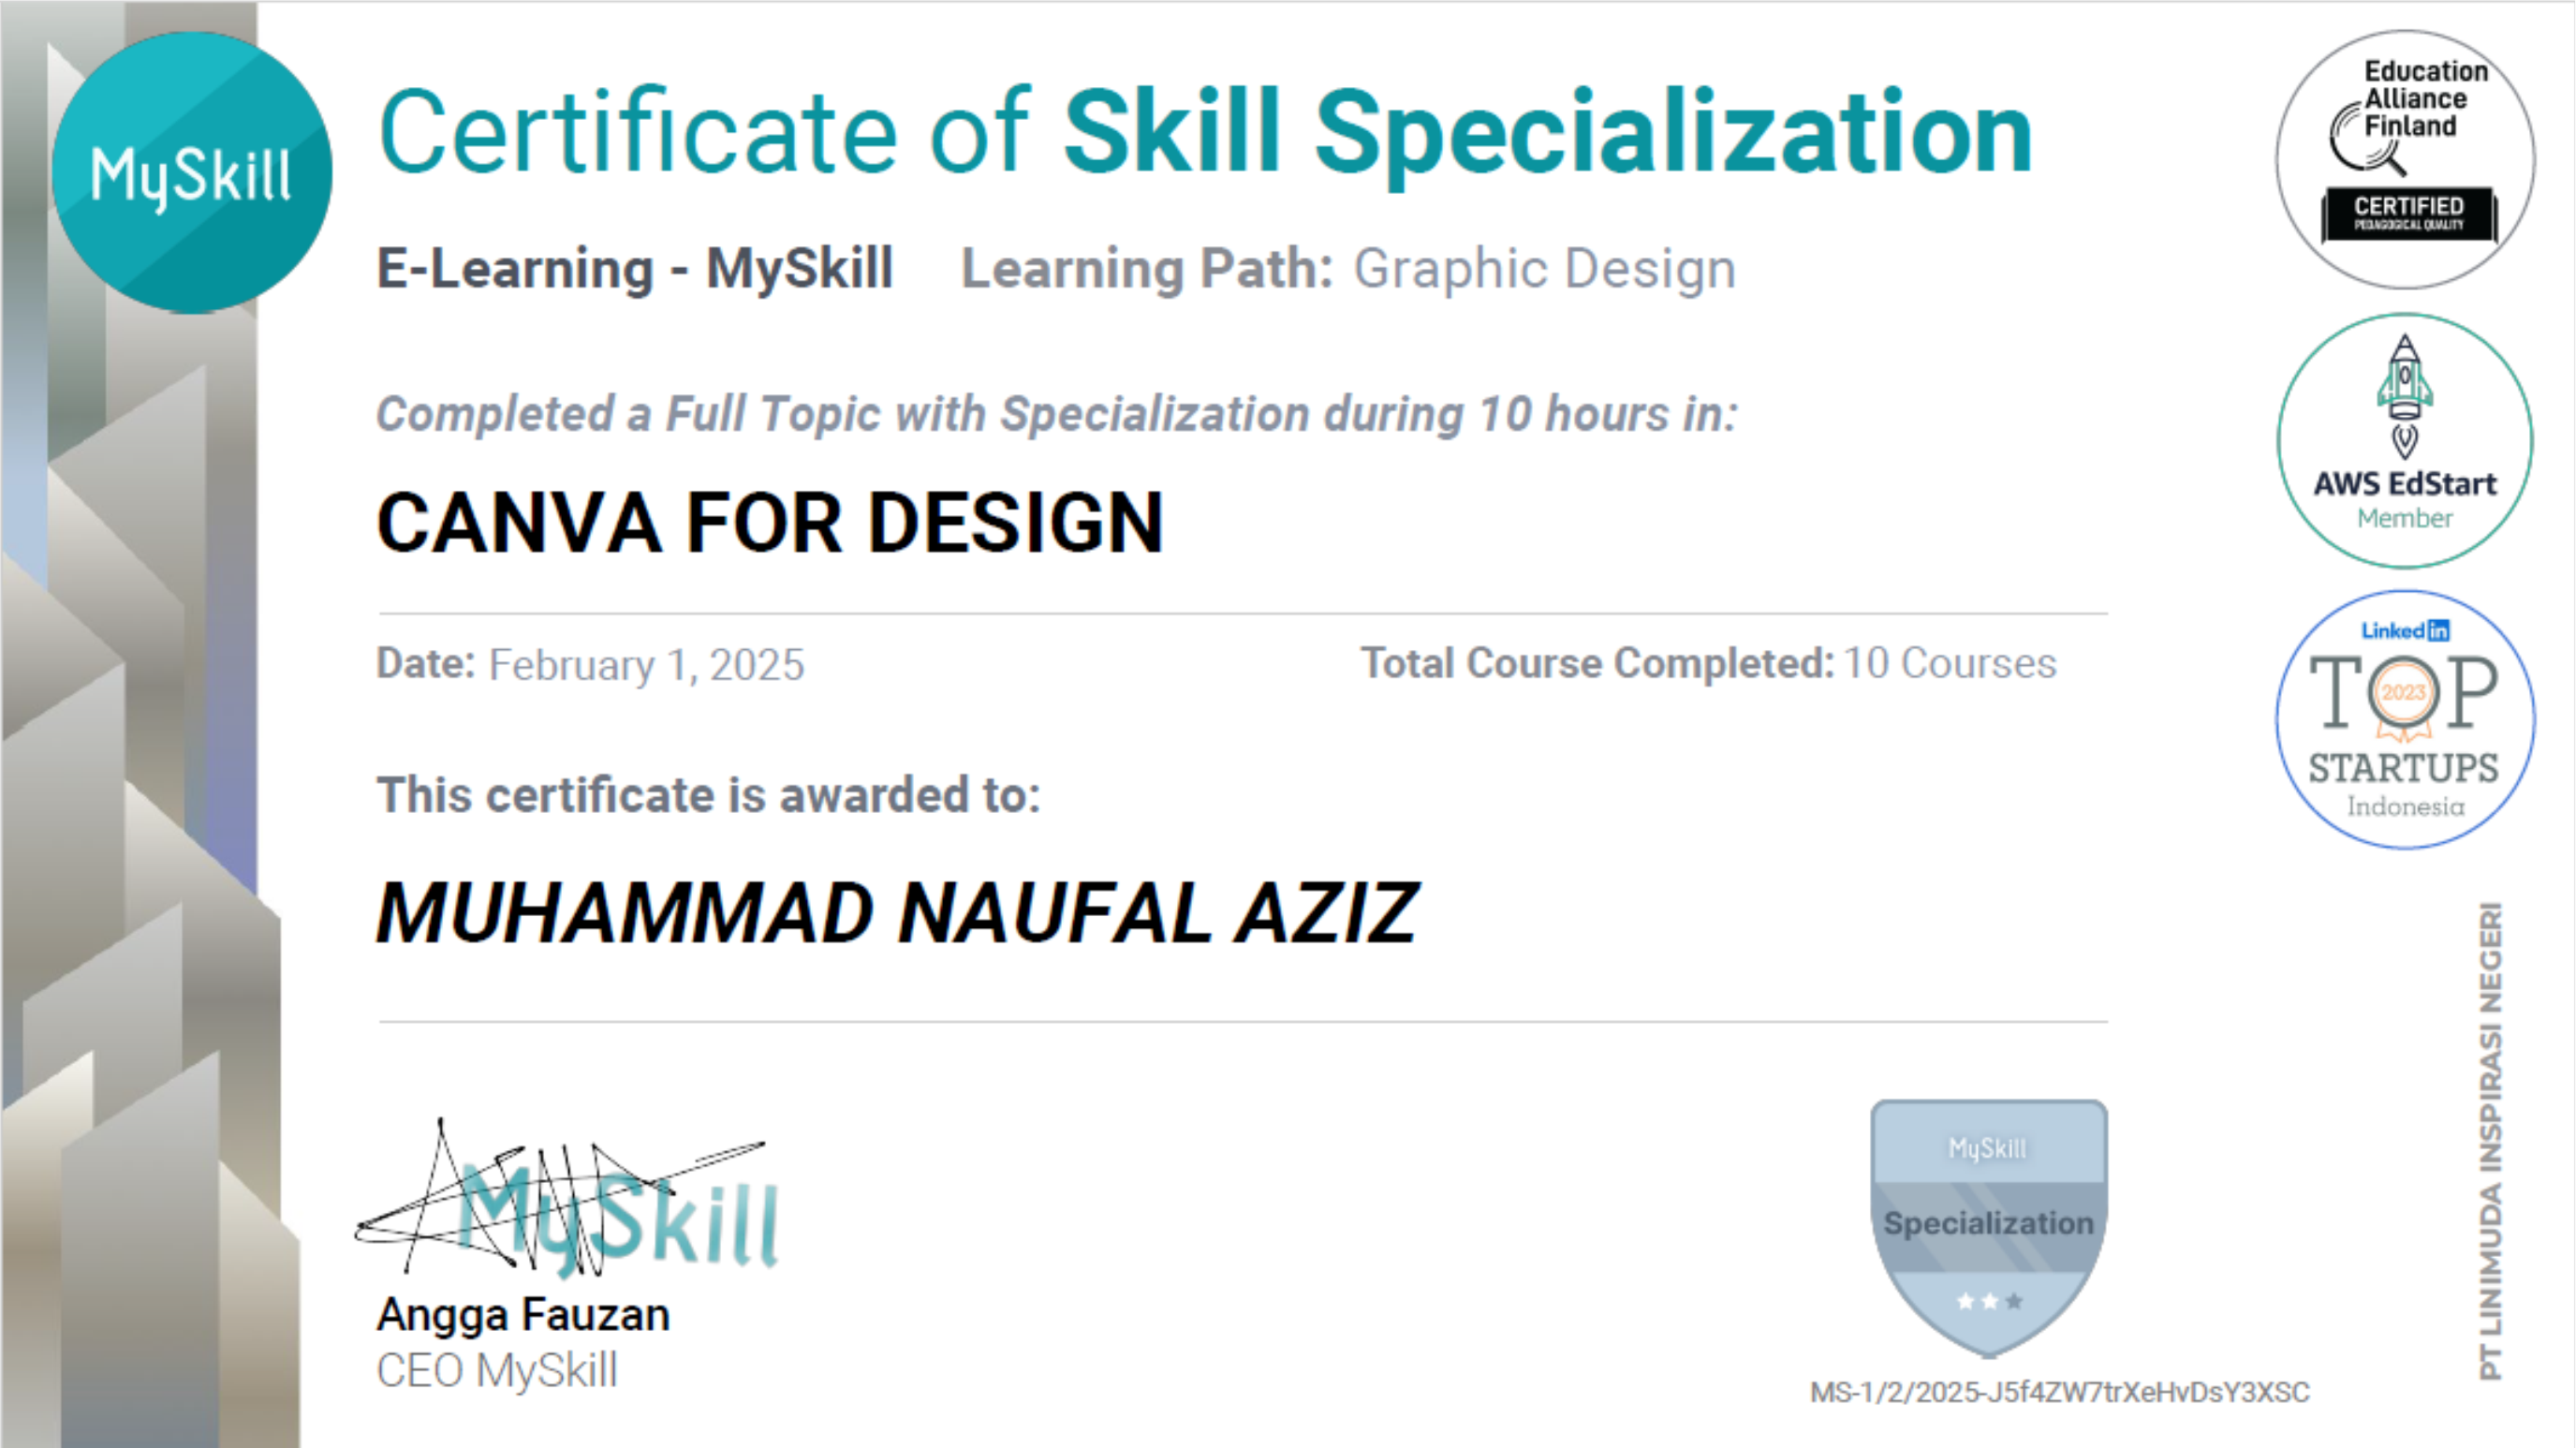 MySkill
Certificate of Skill Specialization
E-Learning - MySkill Learning Path: Graphic Design
Completed a Full Topic with Specialization during 10 hours in:
CANVA FOR DESIGN
Date: February 1, 2025
Total Course Completed: 10 Courses
This certificate is awarded to:
MUHAMMAD NAUFAL AZIZ
MySkill
Angga Fauzan
CEO MySkill
MySkill
Specialization
MS-1/2/2025-J5f4ZW7trXeHvDsY3XSC
Education
Alliance
Finland
CERTIFIED
PEDAGOGICAL QUALITY
AWS EdStart
Member
Linked in
TOP
2023
STARTUPS
Indonesia
PT LINIMUDA INSPIRASI NEGERI